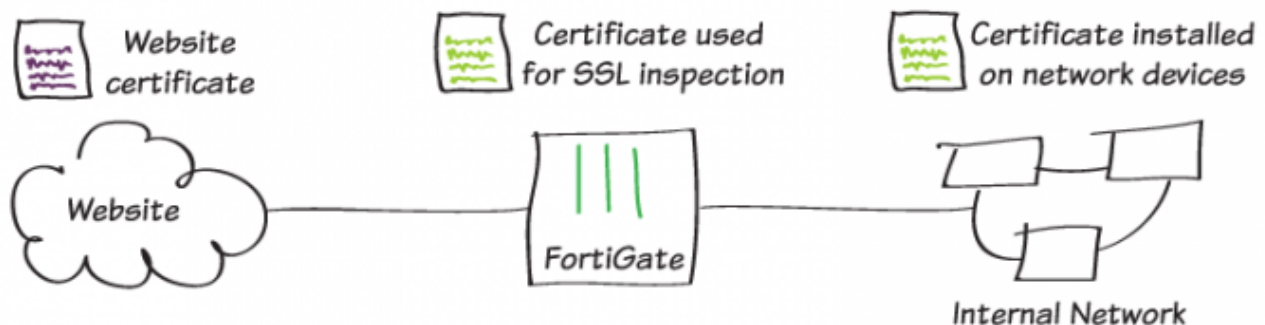 Website
certificate
Certificate used
for SSL inspection
Certificate installed
on network devices
Website
FortiGate
Internal Network